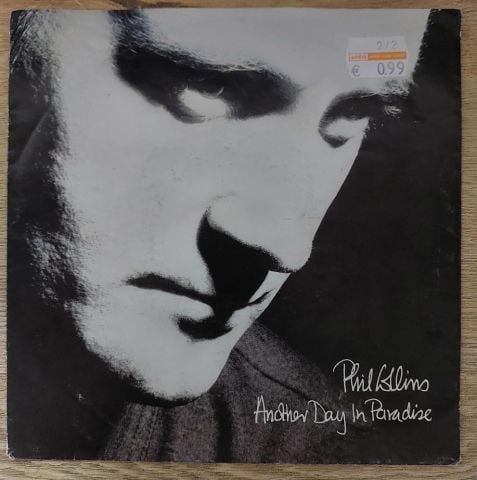 2/2
€ 0.99
Phil Collins
Another Day In Paradise